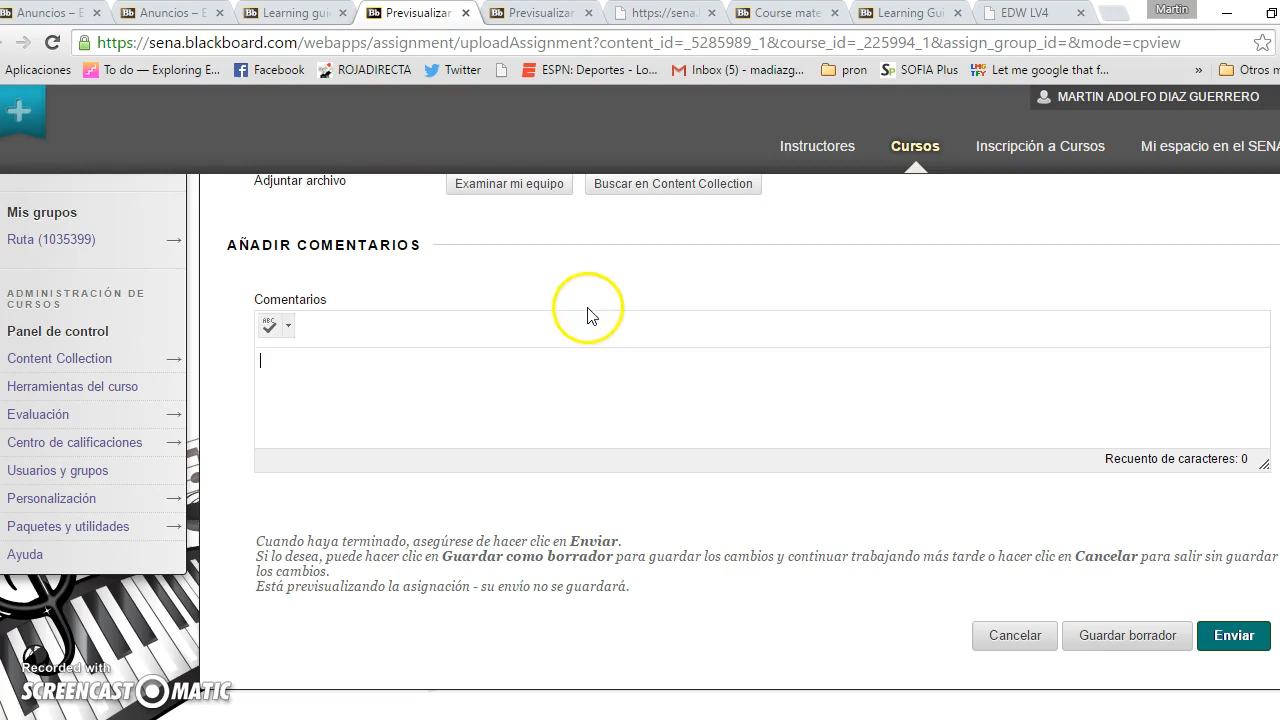 Anuncios – E
Anuncios – E
Learning gui
Previsualizar
Previsualizar
https://sena.l
Course mate
Learning Gu
EDW LV4
Martin
https://sena.blackboard.com/webapps/assignment/uploadAssignment?content_id=_5285989_1&course_id=_225994_1&assign_group_id=&mode=cpview
Aplicaciones
To do — Exploring E...
Facebook
ROJADIRECTA
Twitter
ESPN: Deportes - Lo...
Inbox (5) - madiazg...
pron
SOFIA Plus
Let me google that f...
»
Otros m
MARTIN ADOLFO DIAZ GUERRERO
Instructores
Cursos
Inscripción a Cursos
Mi espacio en el SENA
Adjuntar archivo
Examinar mi equipo
Buscar en Content Collection
Mis grupos
Ruta (1035399)
AÑADIR COMENTARIOS
ADMINISTRACIÓN DE
CURSOS
Comentarios
ABC
Panel de control
Content Collection
Herramientas del curso
Evaluación
Centro de calificaciones
Usuarios y grupos
Personalización
Paquetes y utilidades
Ayuda
Recuento de caracteres: 0
Cuando haya terminado, asegúrese de hacer clic en Enviar.
Si lo desea, puede hacer clic en Guardar como borrador para guardar los cambios y continuar trabajando más tarde o hacer clic en Cancelar para salir sin guardar
los cambios.
Está previsualizando la asignación - su envío no se guardará.
Cancelar
Guardar borrador
Enviar
Recorded with
SCREENCAST MATIC